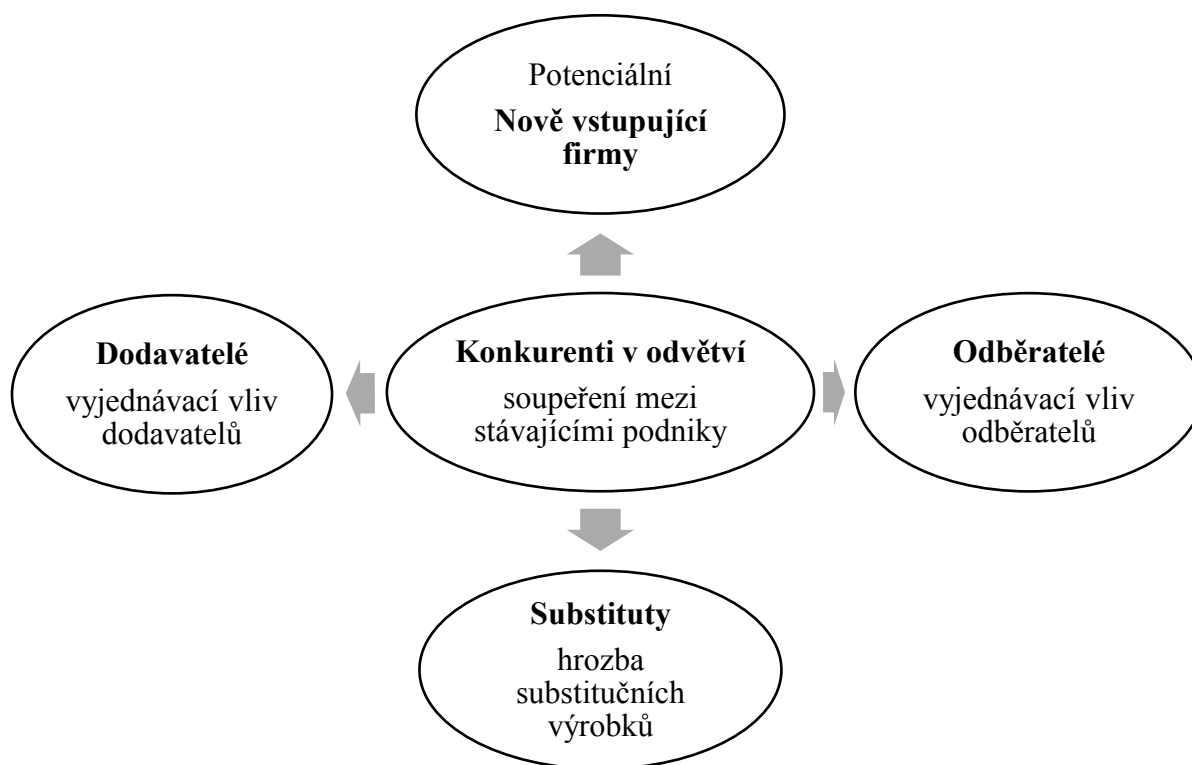 Potenciální
Nově vstupující
firmy
Dodavatelé
vyjednávací vliv
dodavatelů
Konkurenti v odvětví
soupeření mezi
stávajícími podniky
Odběratelé
vyjednávací vliv
odběratelů
Substituty
hrozba
substitučních
výrobků